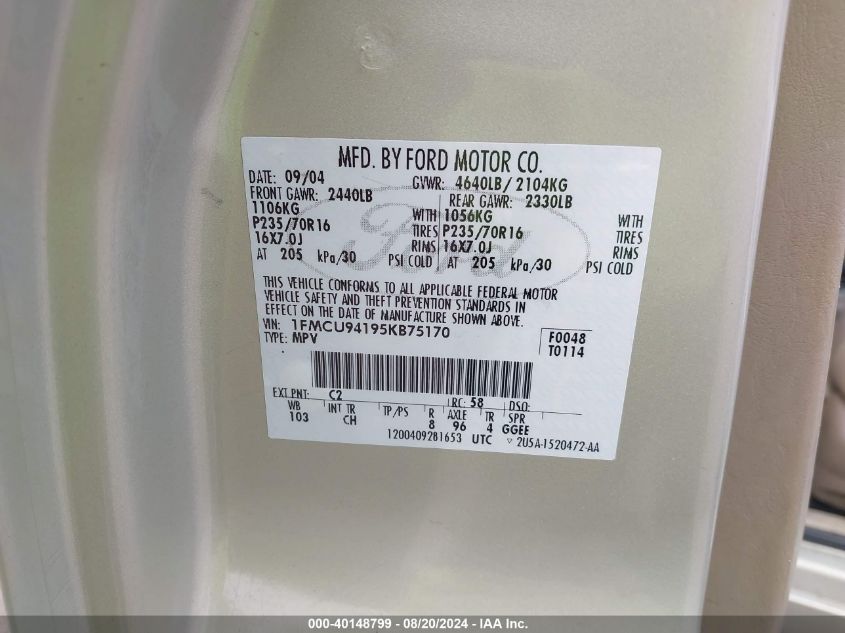 MFD. BY FORD MOTOR CO.
DATE: 09/04 GVWR: 4640LB/ 2104KG
FRONT GAWR: 2440LB REAR GAWR: 2330LB
1106KG WITH 1056KG WITH
P235/70R16 TIRES P235/70R16 TIRES
16X7.0J RIMS 16X7.0J RIMS
AT 205 kPa/30 PSI COLD AT 205 kPa/30 PSI COLD
Ford
THIS VEHICLE CONFORMS TO ALL APPLICABLE FEDERAL MOTOR
VEHICLE SAFETY AND THEFT PREVENTION STANDARDS IN
EFFECT ON THE DATE OF MANUFACTURE SHOWN ABOVE.
VIN: 1FMCU94195KB75170 F0048
TYPE: MPV T0114
EXT PNT: C2 RC: 58 DSO:
WB INT TR TP/PS R AXLE TR SPR
103 CH 8 96 4 GGEE
1200409281653 UTC 2U5A-1520472-AA
000-40148799 - 08/20/2024 - IAA Inc.